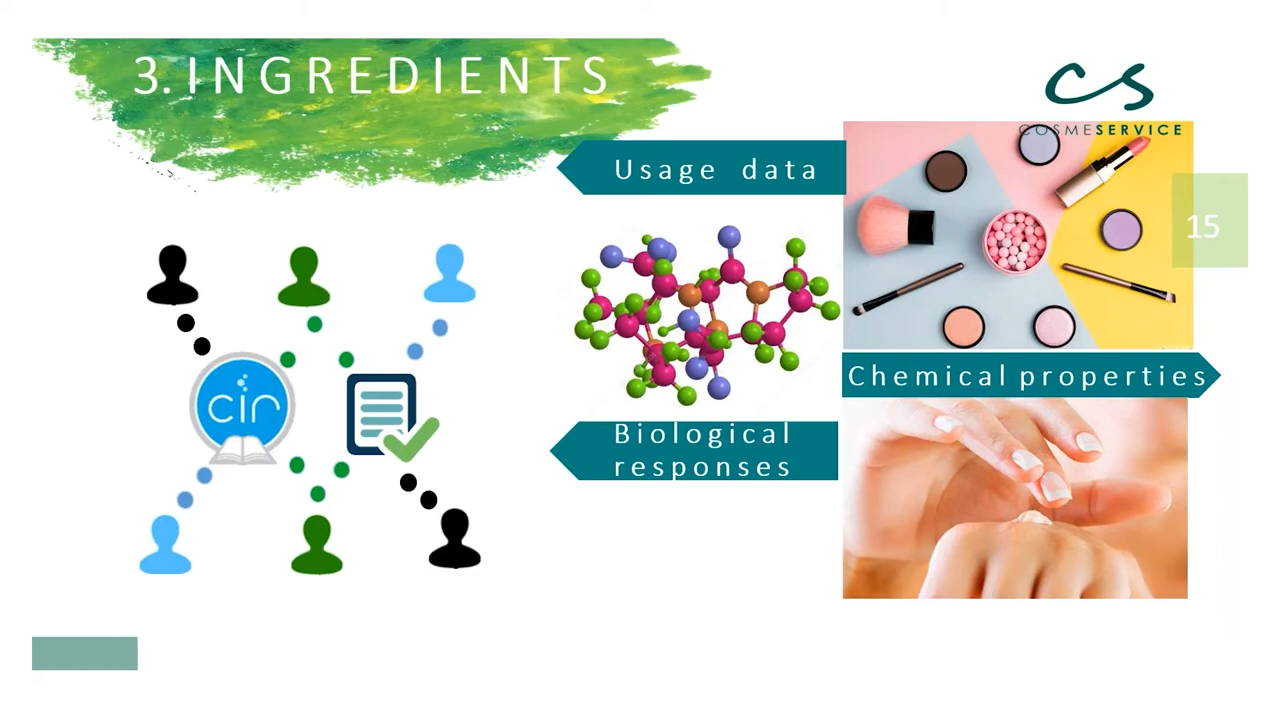 3. INGREDIENTS
CS
COSMESERVICE
Usage data
15
cir
Chemical properties
Biological
responses